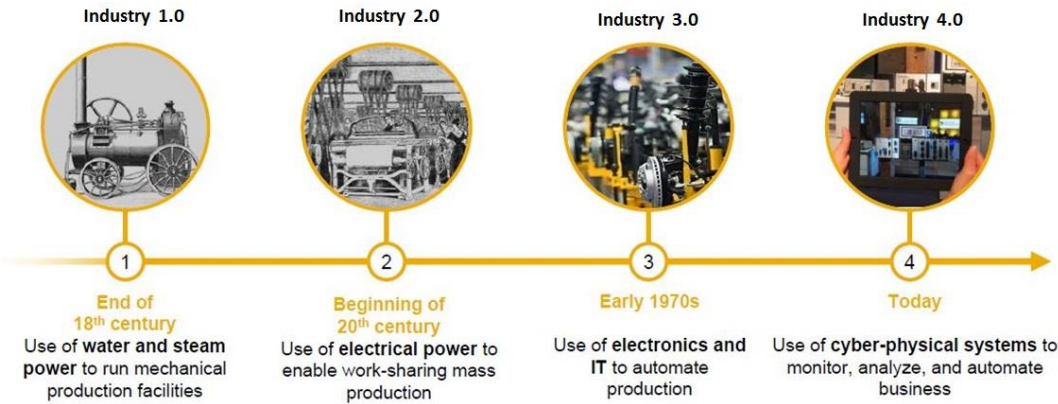 Industry 1.0
Industry 2.0
Industry 3.0
Industry 4.0
1
2
3
4
End of
18th century
Use of water and steam
power to run mechanical
production facilities
Beginning of
20th century
Use of electrical power to
enable work-sharing mass
production
Early 1970s
Use of electronics and
IT to automate
production
Today
Use of cyber-physical systems to
monitor, analyze, and automate
business